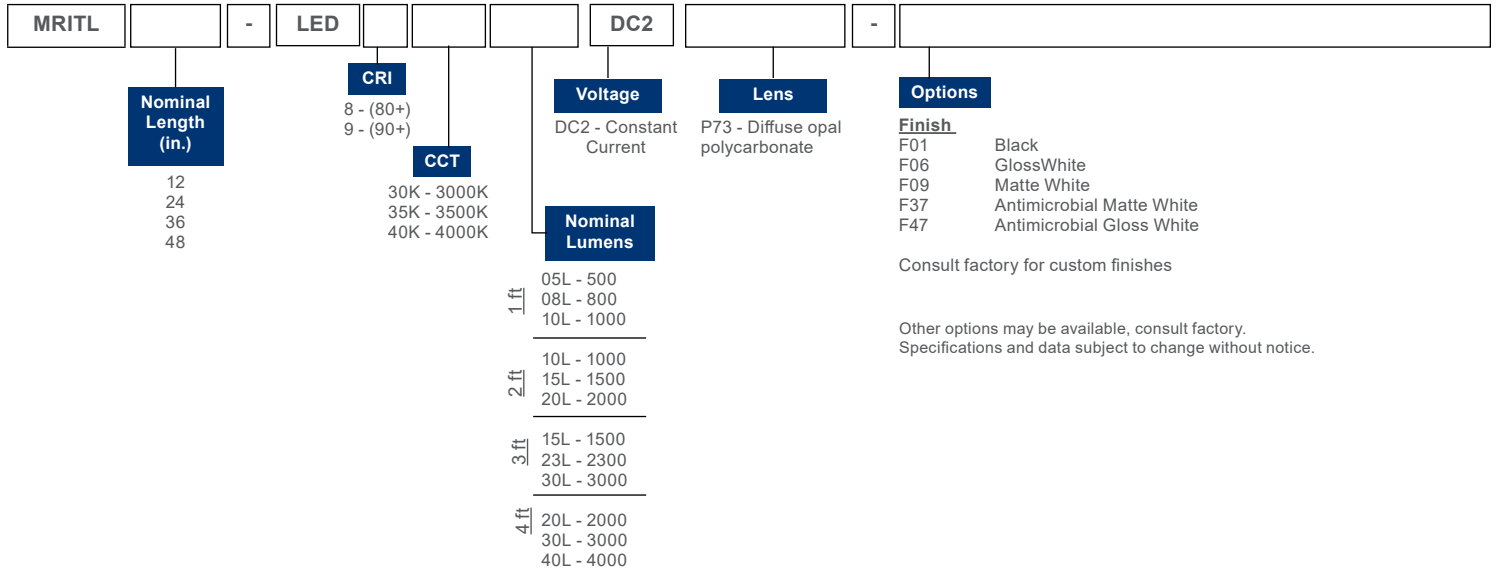 MRITL - LED DC2 -
Nominal
Length
(in.)
12
24
36
48
CRI
8 - (80+)
9 - (90+)
CCT
30K - 3000K
35K - 3500K
40K - 4000K
Nominal
Lumens
1 ft
05L - 500
08L - 800
10L - 1000
2 ft
10L - 1000
15L - 1500
20L - 2000
3 ft
15L - 1500
23L - 2300
30L - 3000
4 ft
20L - 2000
30L - 3000
40L - 4000
Voltage
DC2 - Constant
Current
Lens
P73 - Diffuse opal
polycarbonate
Options
Finish
F01 Black
F06 GlossWhite
F09 Matte White
F37 Antimicrobial Matte White
F47 Antimicrobial Gloss White
Consult factory for custom finishes
Other options may be available, consult factory.
Specifications and data subject to change without notice.